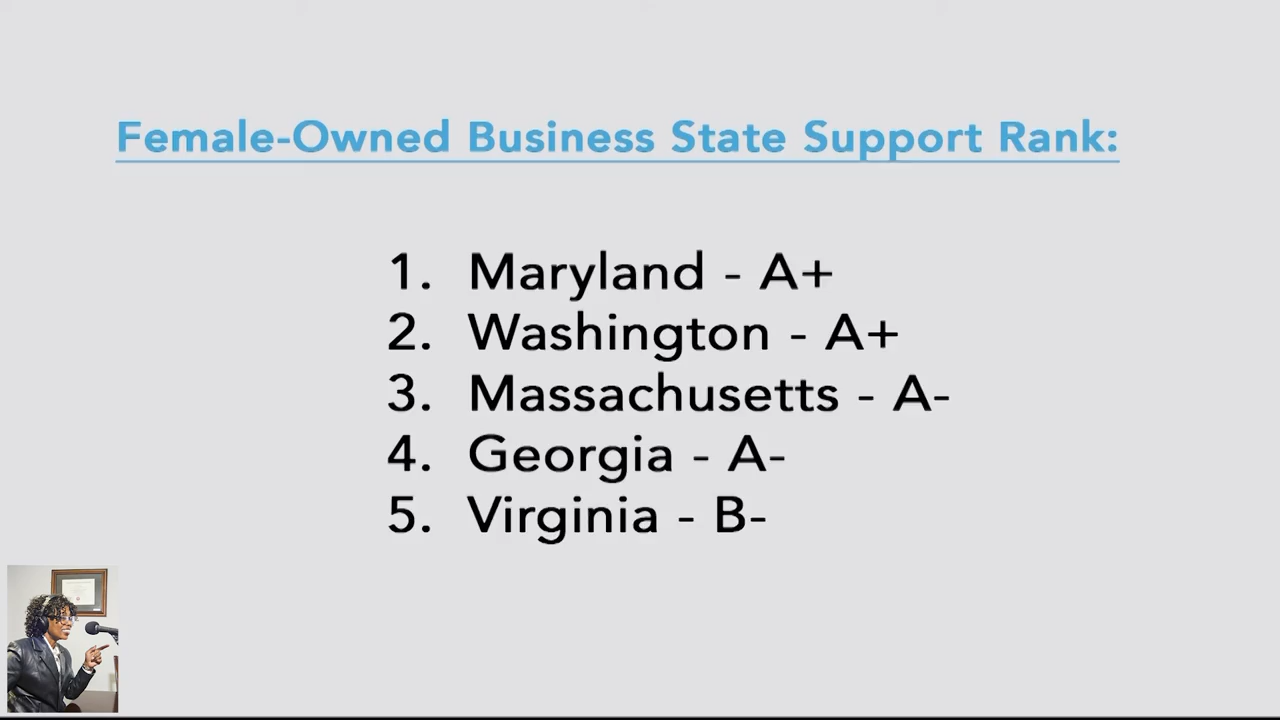 Female-Owned Business State Support Rank:
1. Maryland - A+
2. Washington - A+
3. Massachusetts - A-
4. Georgia - A-
5. Virginia - B-